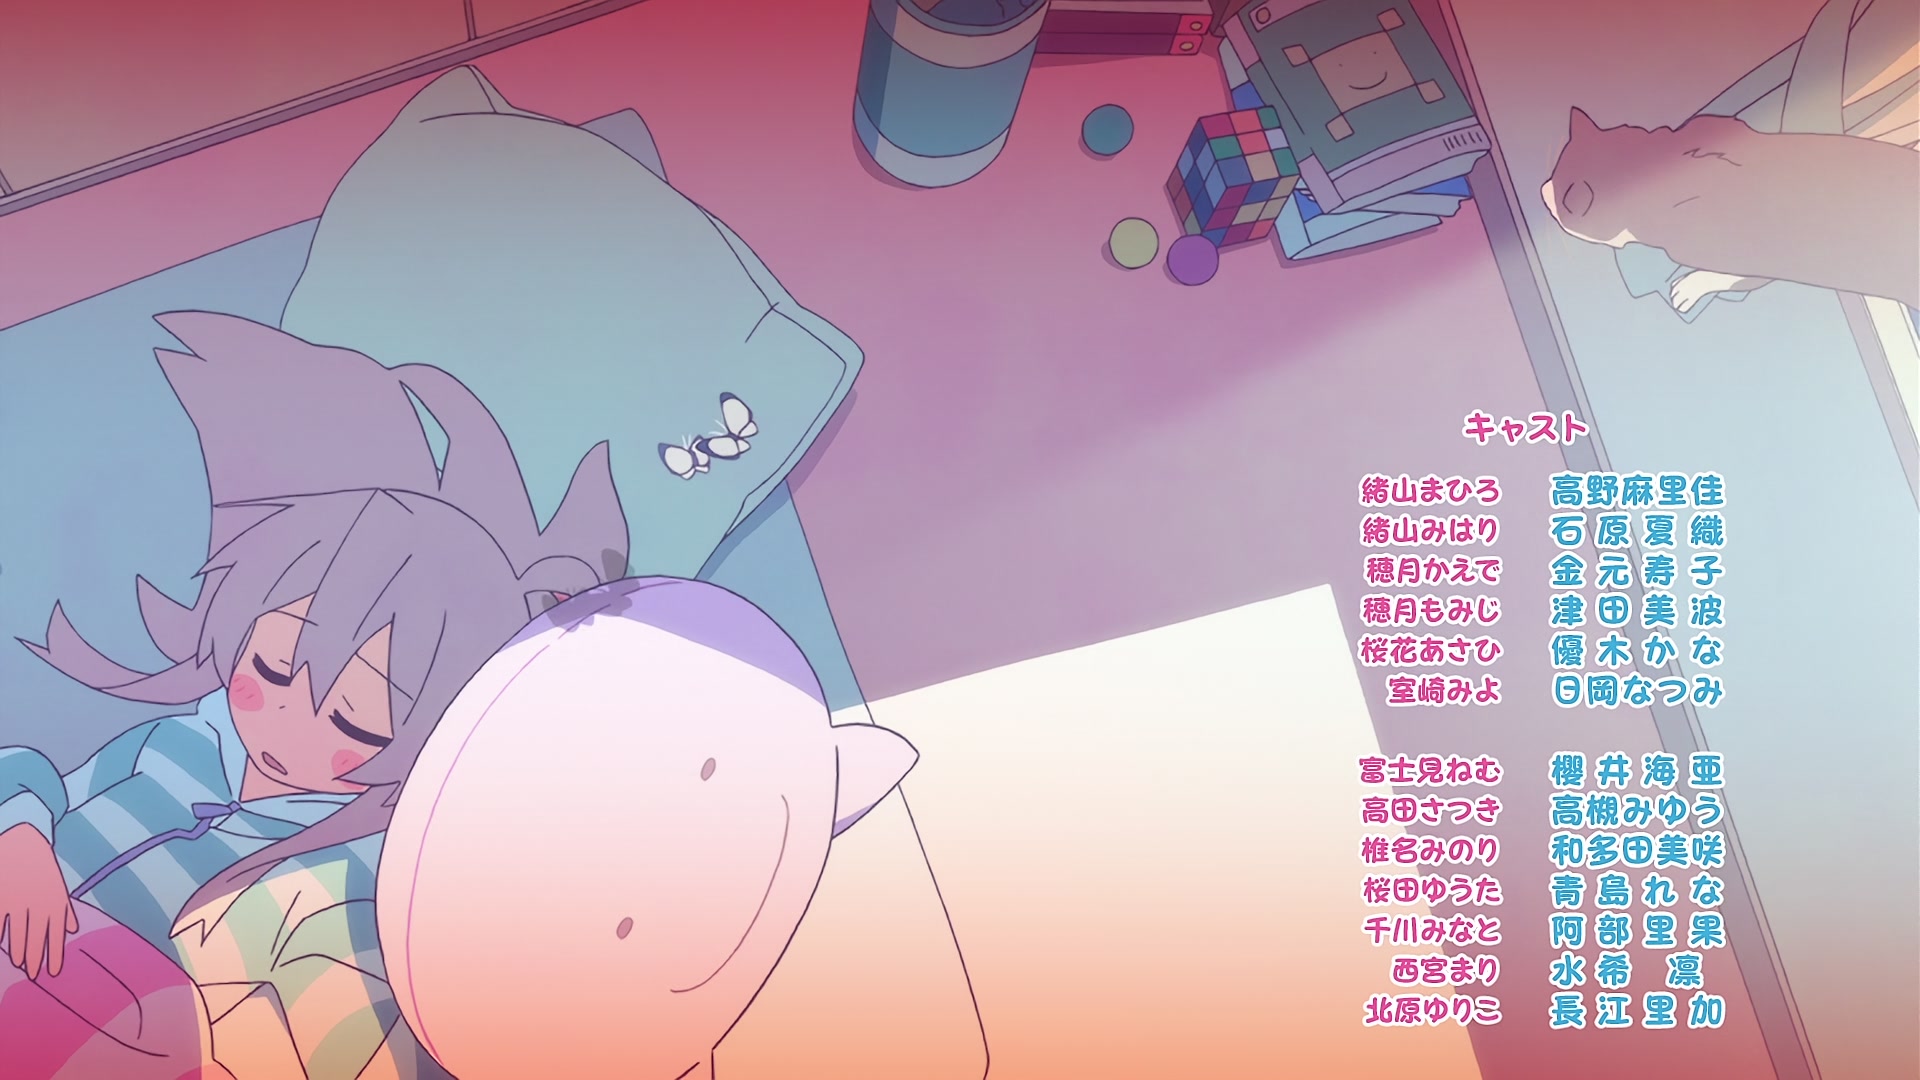 キャスト
緒山まひろ 高野麻里佳
緒山みはり 石原夏織
穂月かえで 金元寿子
穂月もみじ 津田美波
桜花あさひ 優木かな
室崎みよ 日岡なつみ
富士見ねむ 櫻井海亜
高田さつき 高槻みゆう
椎名みのり 和多田美咲
桜田ゆうた 青島れな
千川みなと 阿部里果
西宮まり 水希凛
北原ゆりこ 長江里加